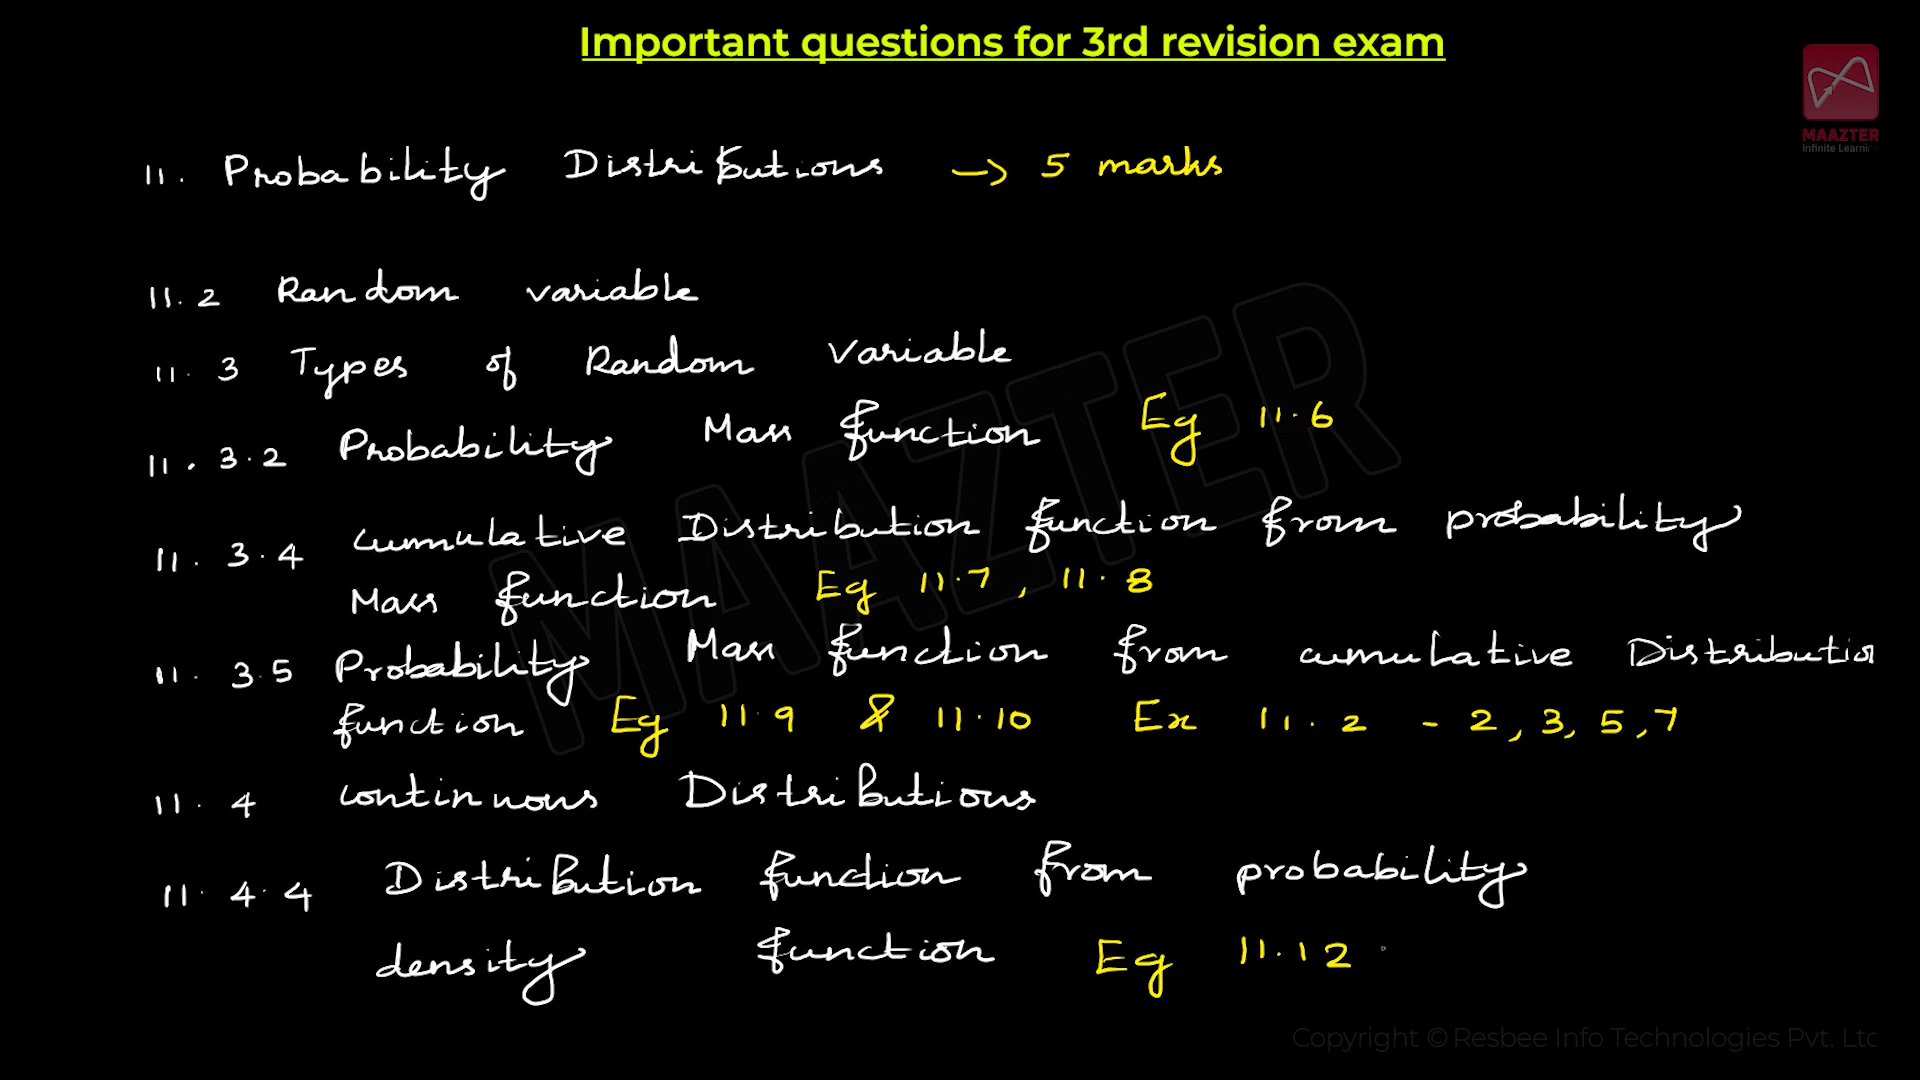 Important questions for 3rd revision exam
MAAZTER
Infinite Learnin
11. Probability Distributions → 5 marks
11.2 Random variable
11.3 Types of Random Variable
11.3.2 Probability Mass function Eg 11.6
11.3.4 cumulative Distribution function from probability
Mass function Eg 11.7, 11.8
11.3.5 Probability Mass function from cumulative Distributio
function Eg 11.9 & 11.10 Ex 11.2 - 2, 3, 5, 7
11.4 continuous Distributions
11.4.4 Distribution function from probability
density function Eg 11.12
MAAZTER
Copyright © Resbee Info Technologies Pvt. Ltc